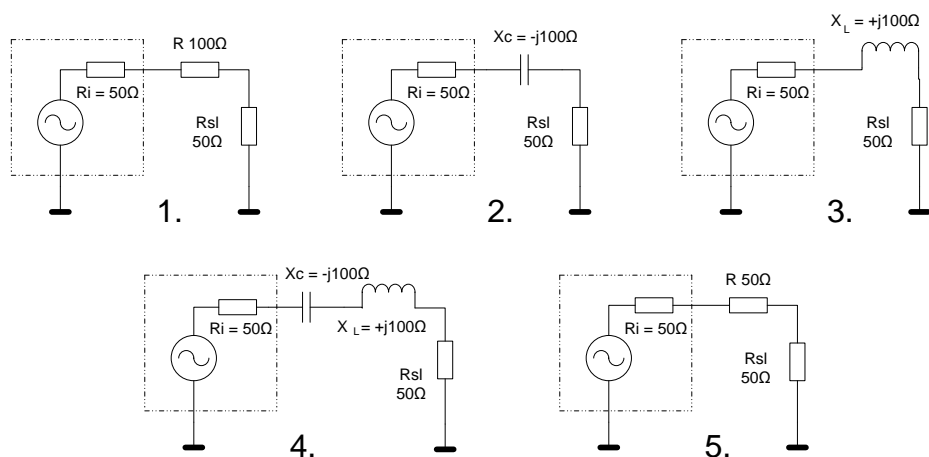 R 100Ω
Ri = 50Ω
Rsl
50Ω
1.
Xc = -j100Ω
Ri = 50Ω
Rsl
50Ω
2.
X L = +j100Ω
Ri = 50Ω
Rsl
50Ω
3.
Xc = -j100Ω
Ri = 50Ω
X L = +j100Ω
Rsl
50Ω
4.
R 50Ω
Ri = 50Ω
Rsl
50Ω
5.